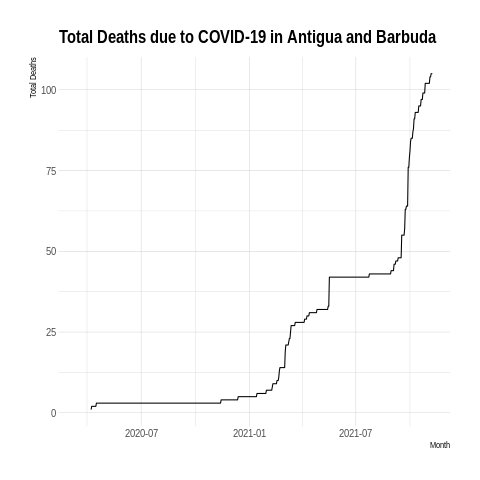 Total Deaths due to COVID-19 in Antigua and Barbuda
Total Deaths
100
75
50
25
0
2020-07 2021-01 2021-07
Month